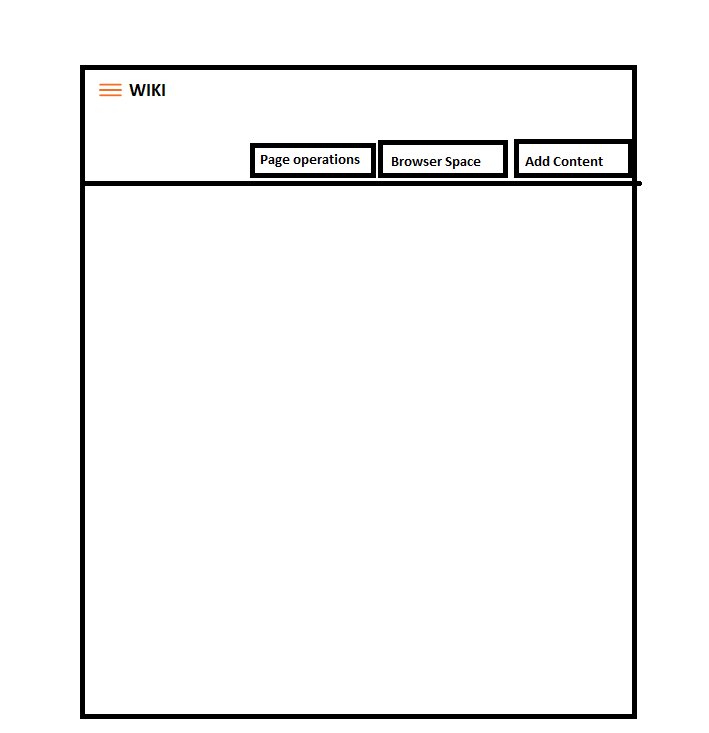 WIKI
Page operations
Browser Space
Add Content